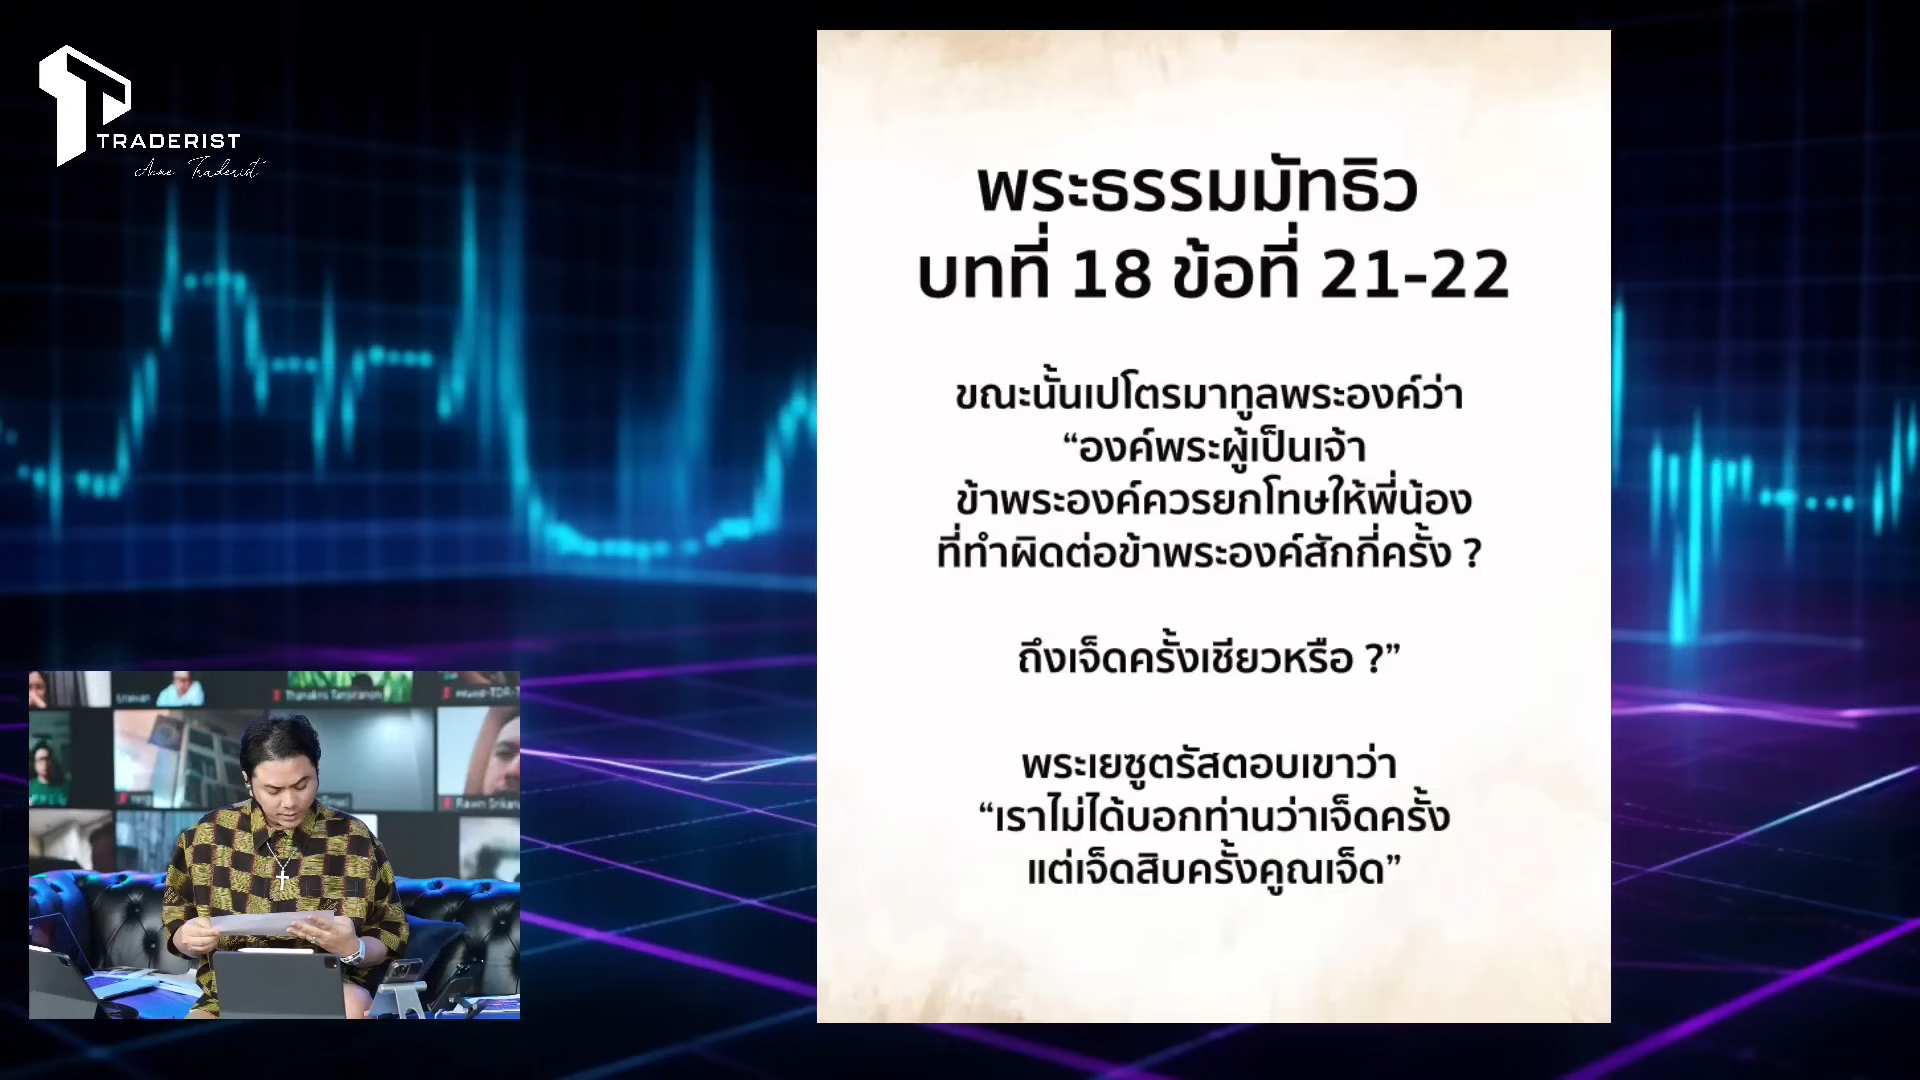 TRADERIST
Acme Traderist
พระธรรมมัทธิว
บทที่ 18 ข้อที่ 21-22
ขณะนั้นเปโตรมาทูลพระองค์ว่า
“องค์พระผู้เป็นเจ้า
ข้าพระองค์ควรยกโทษให้พี่น้อง
ที่ทำผิดต่อข้าพระองค์สักกี่ครั้ง ?
ถึงเจ็ดครั้งเชียวหรือ ?”
พระเยซูตรัสตอบเขาว่า
“เราไม่ได้บอกท่านว่าเจ็ดครั้ง
แต่เจ็ดสิบครั้งคูณเจ็ด”